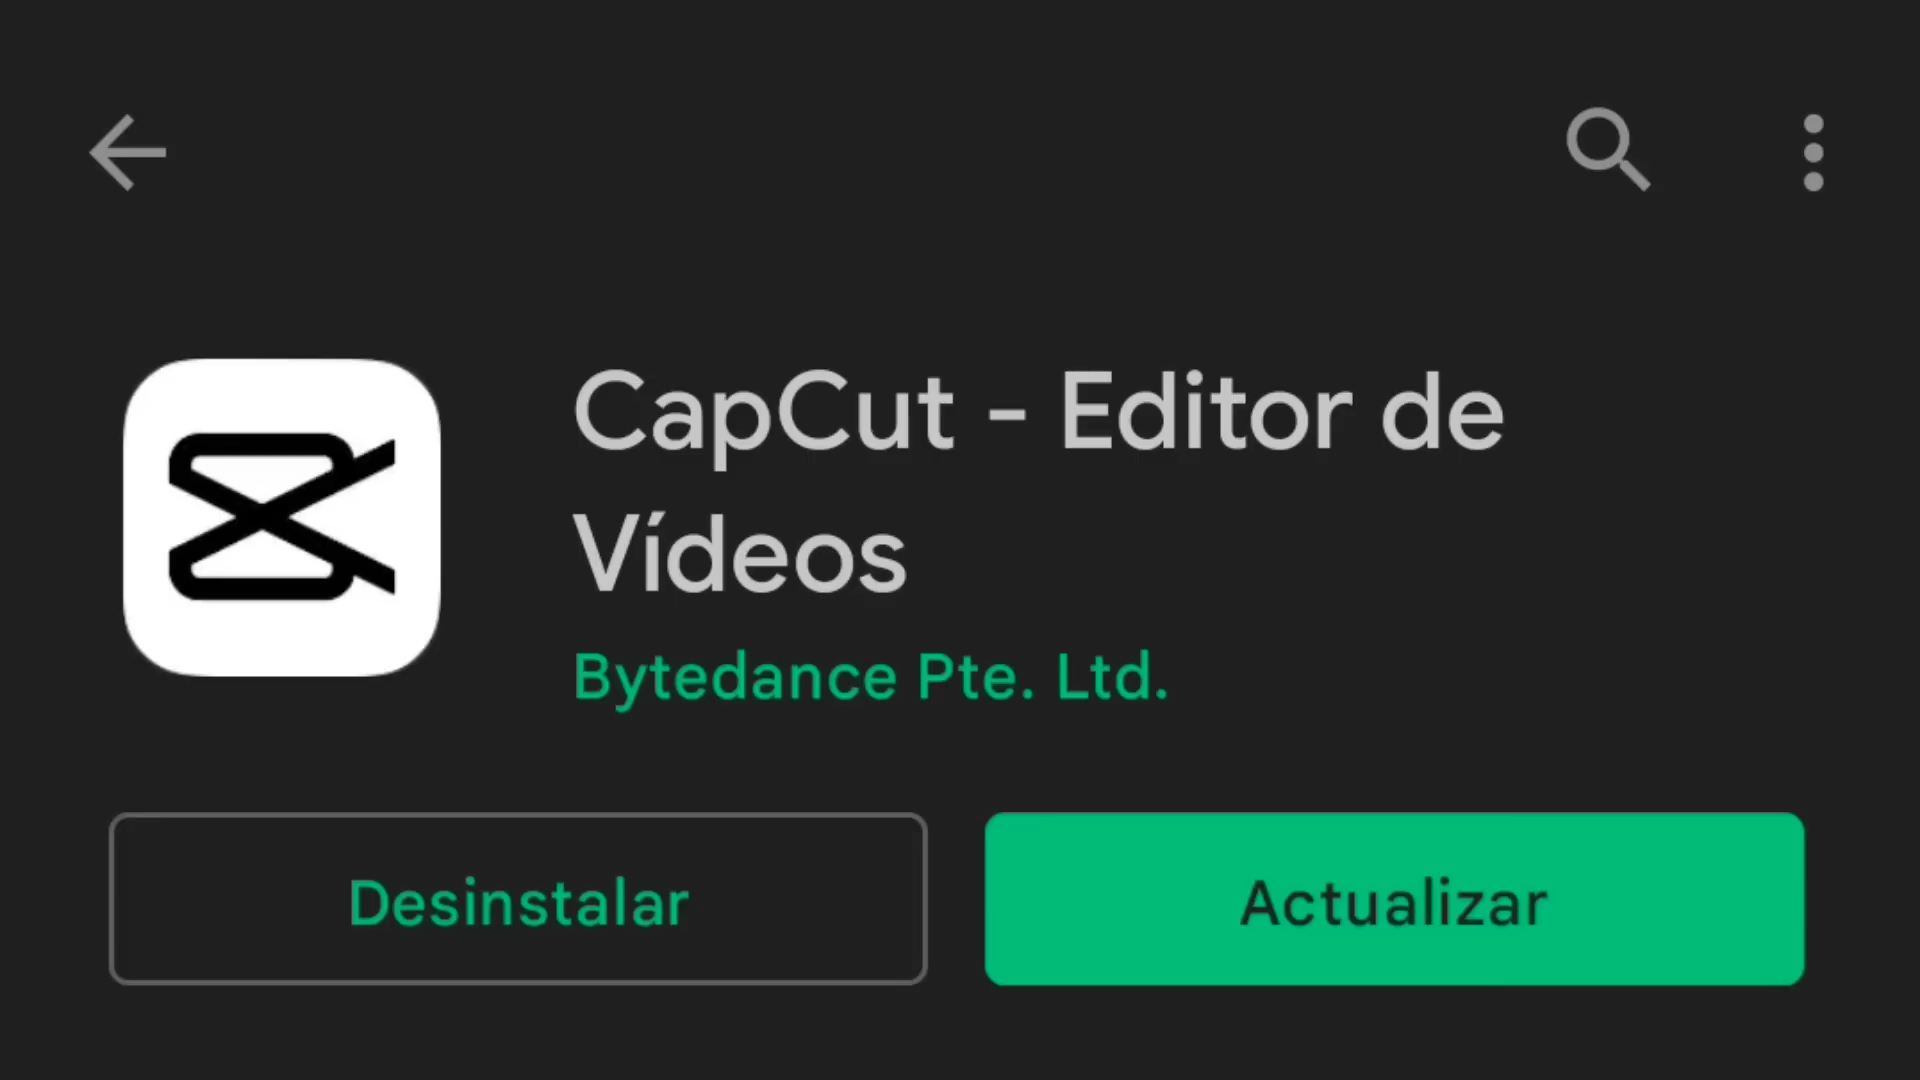 CapCut - Editor de
Vídeos
Bytedance Pte. Ltd.
Desinstalar
Actualizar